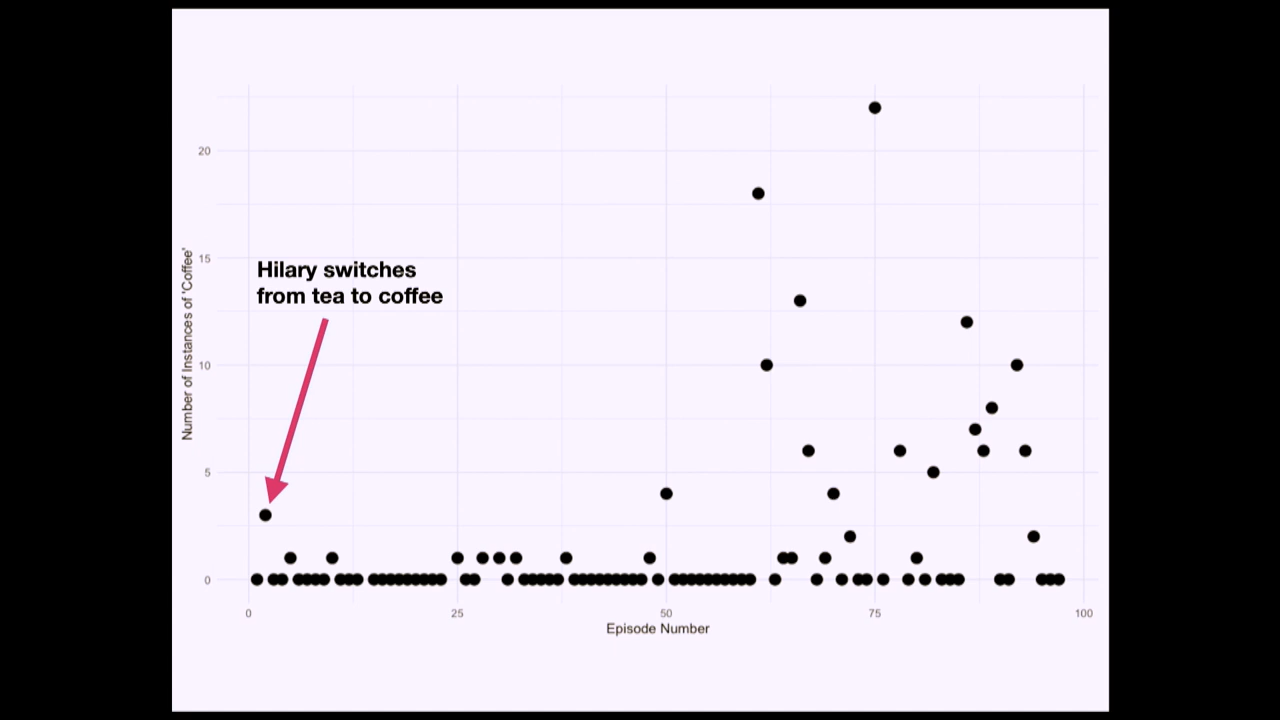 20
15
10
5
0
Number of Instances of 'Coffee'
Hilary switches
from tea to coffee
0
25
50
75
100
Episode Number